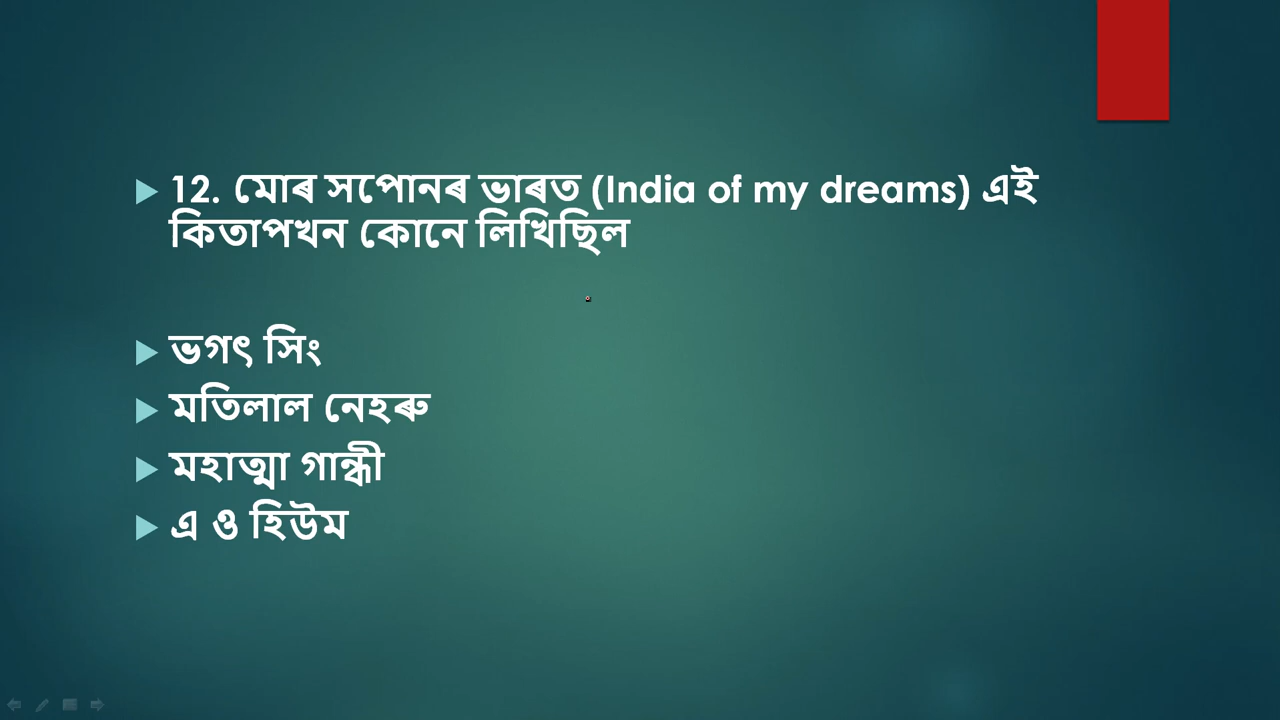 12. মোৰ সপোনৰ ভাৰত (India of my dreams) এই
কিতাপখন কোনে লিখিছিল
ভগৎ সিং
মতিলাল নেহৰু
মহাত্মা গান্ধী
এ ও হিউম